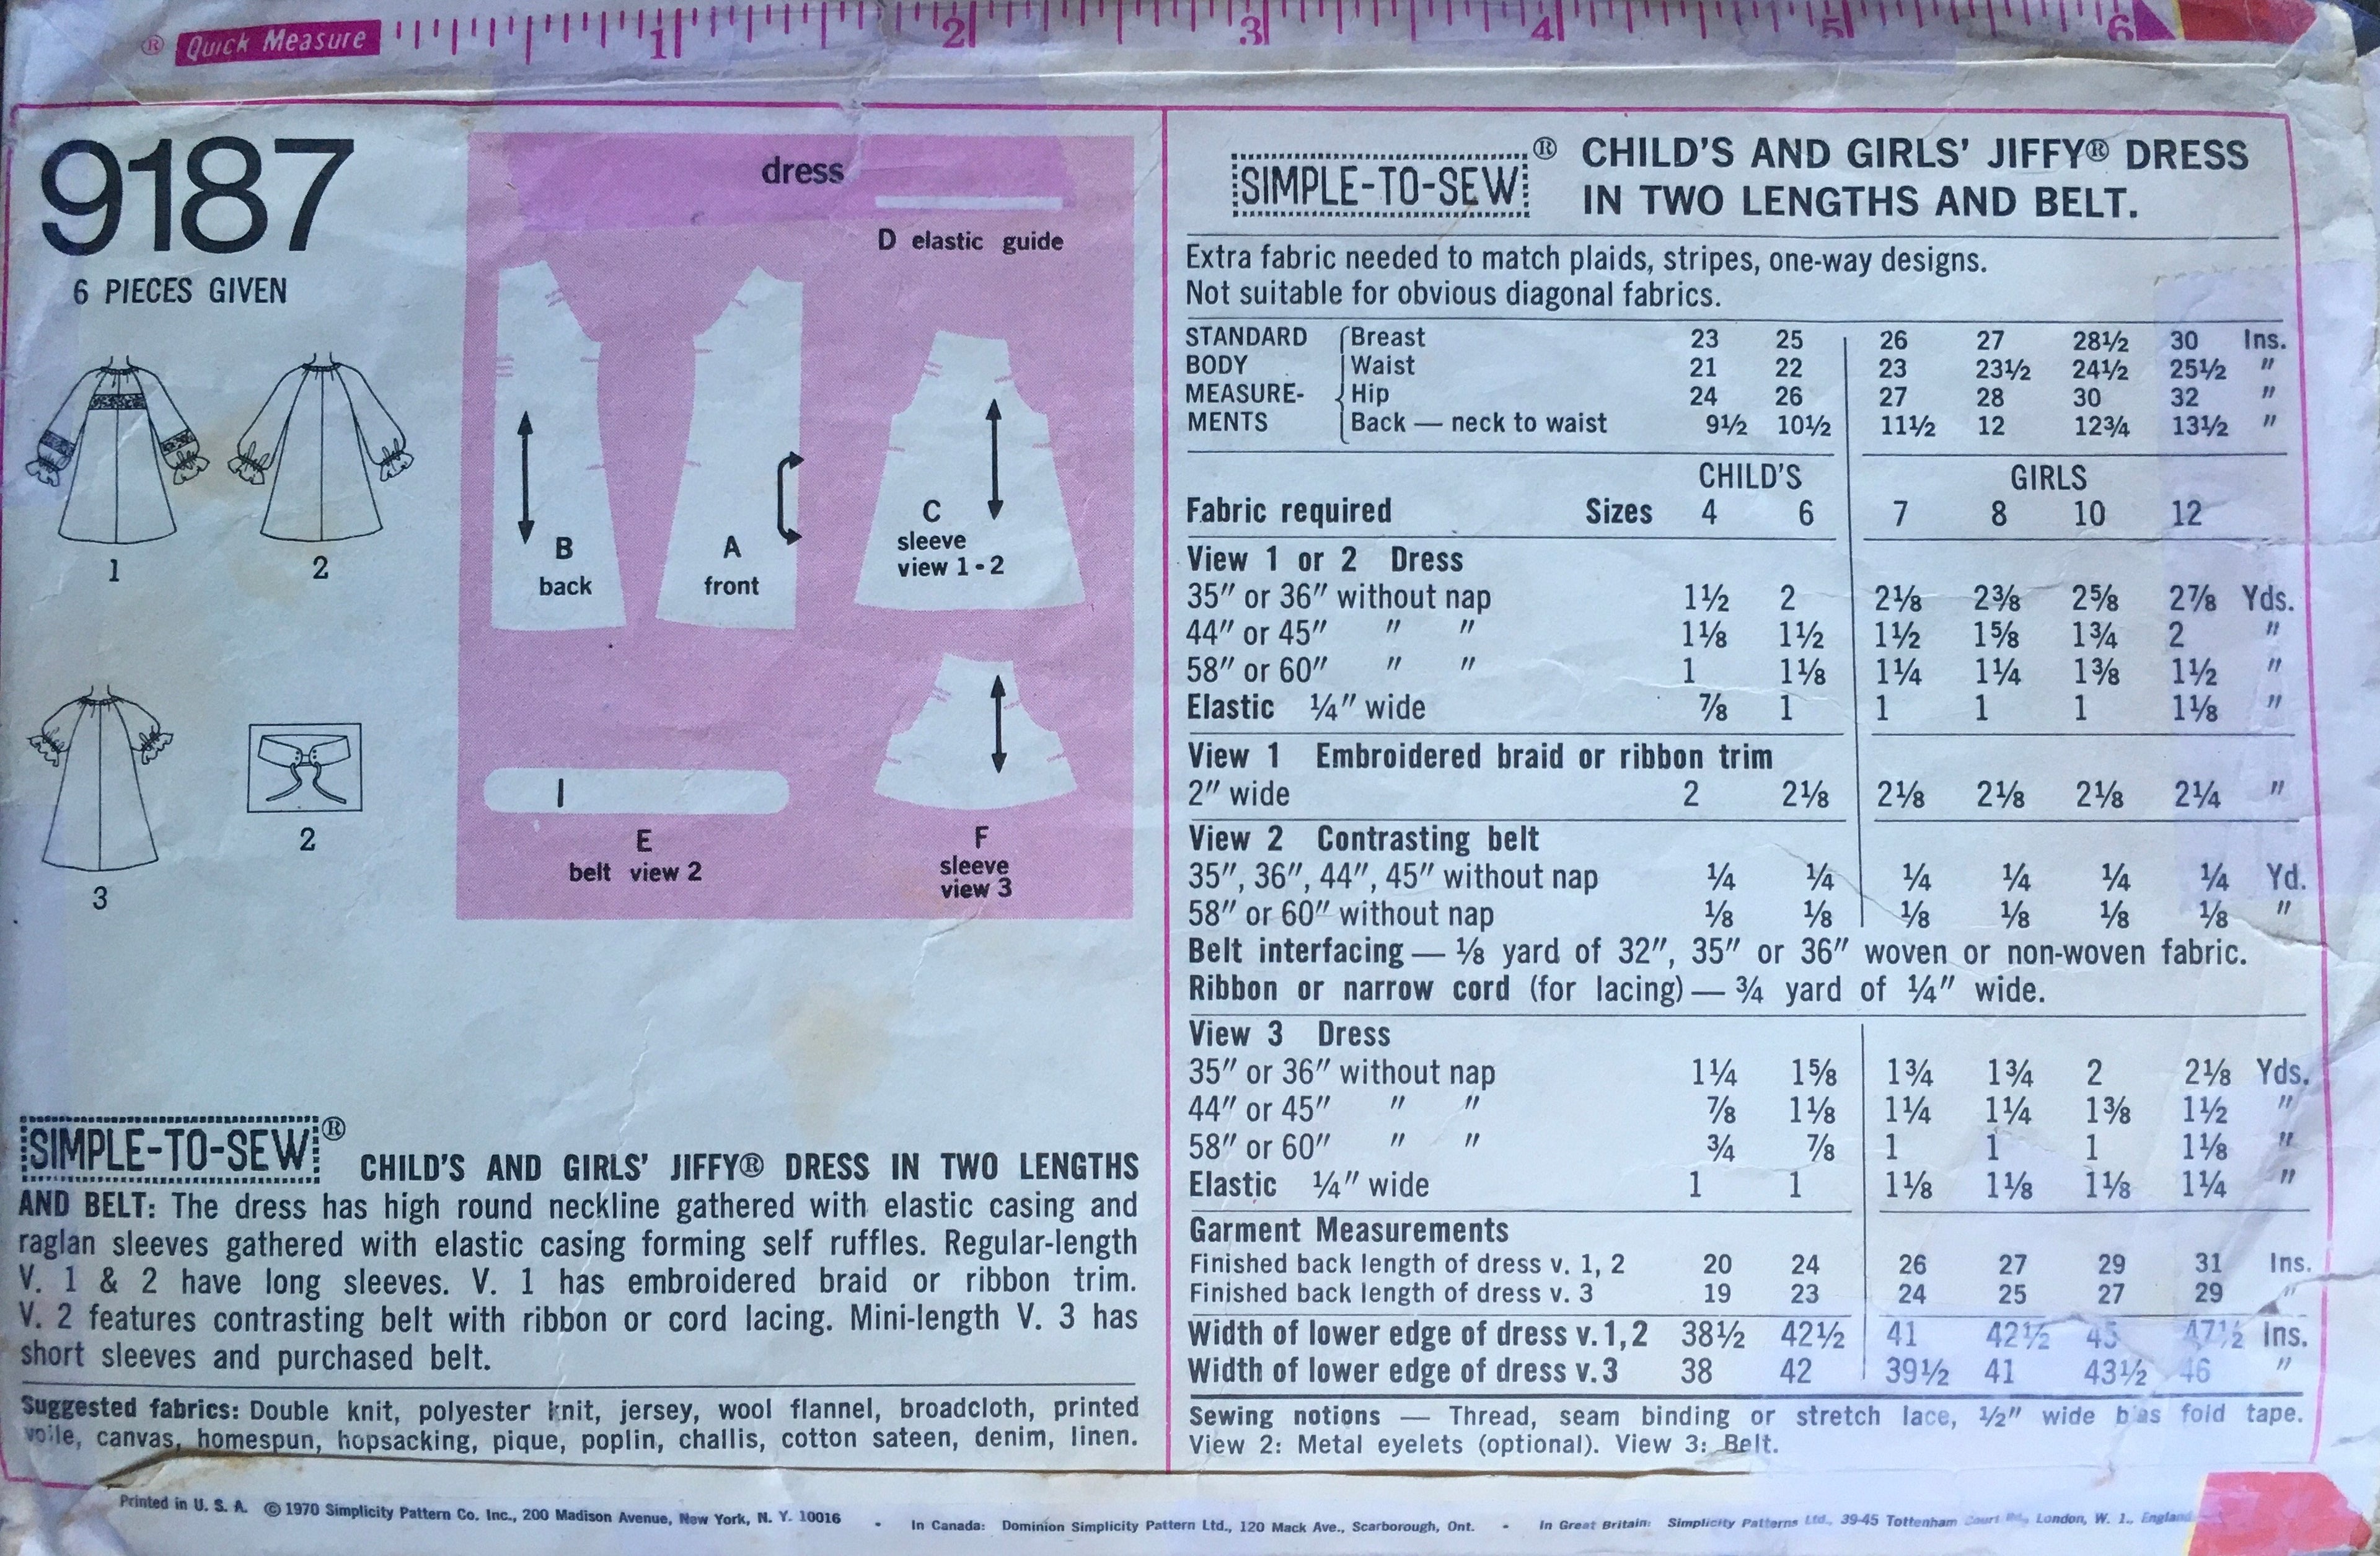 ® Quick Measure 1 2 3 4 5 6
9187
6 PIECES GIVEN
1
2
3
2
dress
D elastic guide
B
back
A
front
C
sleeve
view 1-2
E
belt view 2
F
sleeve
view 3
SIMPLE-TO-SEW® CHILD'S AND GIRLS' JIFFY® DRESS IN TWO LENGTHS
AND BELT: The dress has high round neckline gathered with elastic casing and
raglan sleeves gathered with elastic casing forming self ruffles. Regular-length
V. 1 & 2 have long sleeves. V. 1 has embroidered braid or ribbon trim.
V. 2 features contrasting belt with ribbon or cord lacing. Mini-length V. 3 has
short sleeves and purchased belt.
Suggested fabrics: Double knit, polyester knit, jersey, wool flannel, broadcloth, printed
voile, canvas, homespun, hopsacking, pique, poplin, challis, cotton sateen, denim, linen.
SIMPLE-TO-SEW® CHILD'S AND GIRLS' JIFFY® DRESS
IN TWO LENGTHS AND BELT.
Extra fabric needed to match plaids, stripes, one-way designs.
Not suitable for obvious diagonal fabrics.
STANDARD Breast 23 25 26 27 28½ 30 Ins.
BODY Waist 21 22 23 23½ 24½ 25½ "
MEASURE- Hip 24 26 27 28 30 32 "
MENTS Back — neck to waist 9½ 10½ 11½ 12 12¾ 13½ "
CHILD'S GIRLS
Fabric required Sizes 4 6 7 8 10 12
View 1 or 2 Dress
35" or 36" without nap 1½ 2 2⅛ 2⅜ 2⅝ 2⅞ Yds.
44" or 45" " " 1⅛ 1½ 1½ 1⅝ 1¾ 2 "
58" or 60" " " 1 1⅛ 1¼ 1¼ 1⅜ 1½ "
Elastic ¼" wide ⅞ 1 1 1 1 1⅛ "
View 1 Embroidered braid or ribbon trim
2" wide 2 2⅛ 2⅛ 2⅛ 2⅛ 2¼ "
View 2 Contrasting belt
35", 36", 44", 45" without nap ¼ ¼ ¼ ¼ ¼ ¼ Yd.
58" or 60" without nap ⅛ ⅛ ⅛ ⅛ ⅛ ⅛ "
Belt interfacing — ⅛ yard of 32", 35" or 36" woven or non-woven fabric.
Ribbon or narrow cord (for lacing) — ¾ yard of ¼" wide.
View 3 Dress
35" or 36" without nap 1¼ 1⅝ 1¾ 1¾ 2 2⅛ Yds.
44" or 45" " " ⅞ 1⅛ 1¼ 1¼ 1⅜ 1½ "
58" or 60" " " ¾ ⅞ 1 1 1 1⅛ "
Elastic ¼" wide 1 1 1⅛ 1⅛ 1⅛ 1¼ "
Garment Measurements
Finished back length of dress v. 1, 2 20 24 26 27 29 31 Ins.
Finished back length of dress v. 3 19 23 24 25 27 29 "
Width of lower edge of dress v. 1, 2 38½ 42½ 41 42½ 45 47½ Ins.
Width of lower edge of dress v. 3 38 42 39½ 41 43½ 46 "
Sewing notions — Thread, seam binding or stretch lace, ½" wide bias fold tape.
View 2: Metal eyelets (optional). View 3: Belt.
Printed in U. S. A. © 1970 Simplicity Pattern Co. Inc., 200 Madison Avenue, New York, N. Y. 10016 • In Canada: Dominion Simplicity Pattern Ltd., 120 Mack Ave., Scarborough, Ont. • In Great Britain: Simplicity Patterns Ltd., 39-45 Tottenham Court Rd., London, W. 1., England